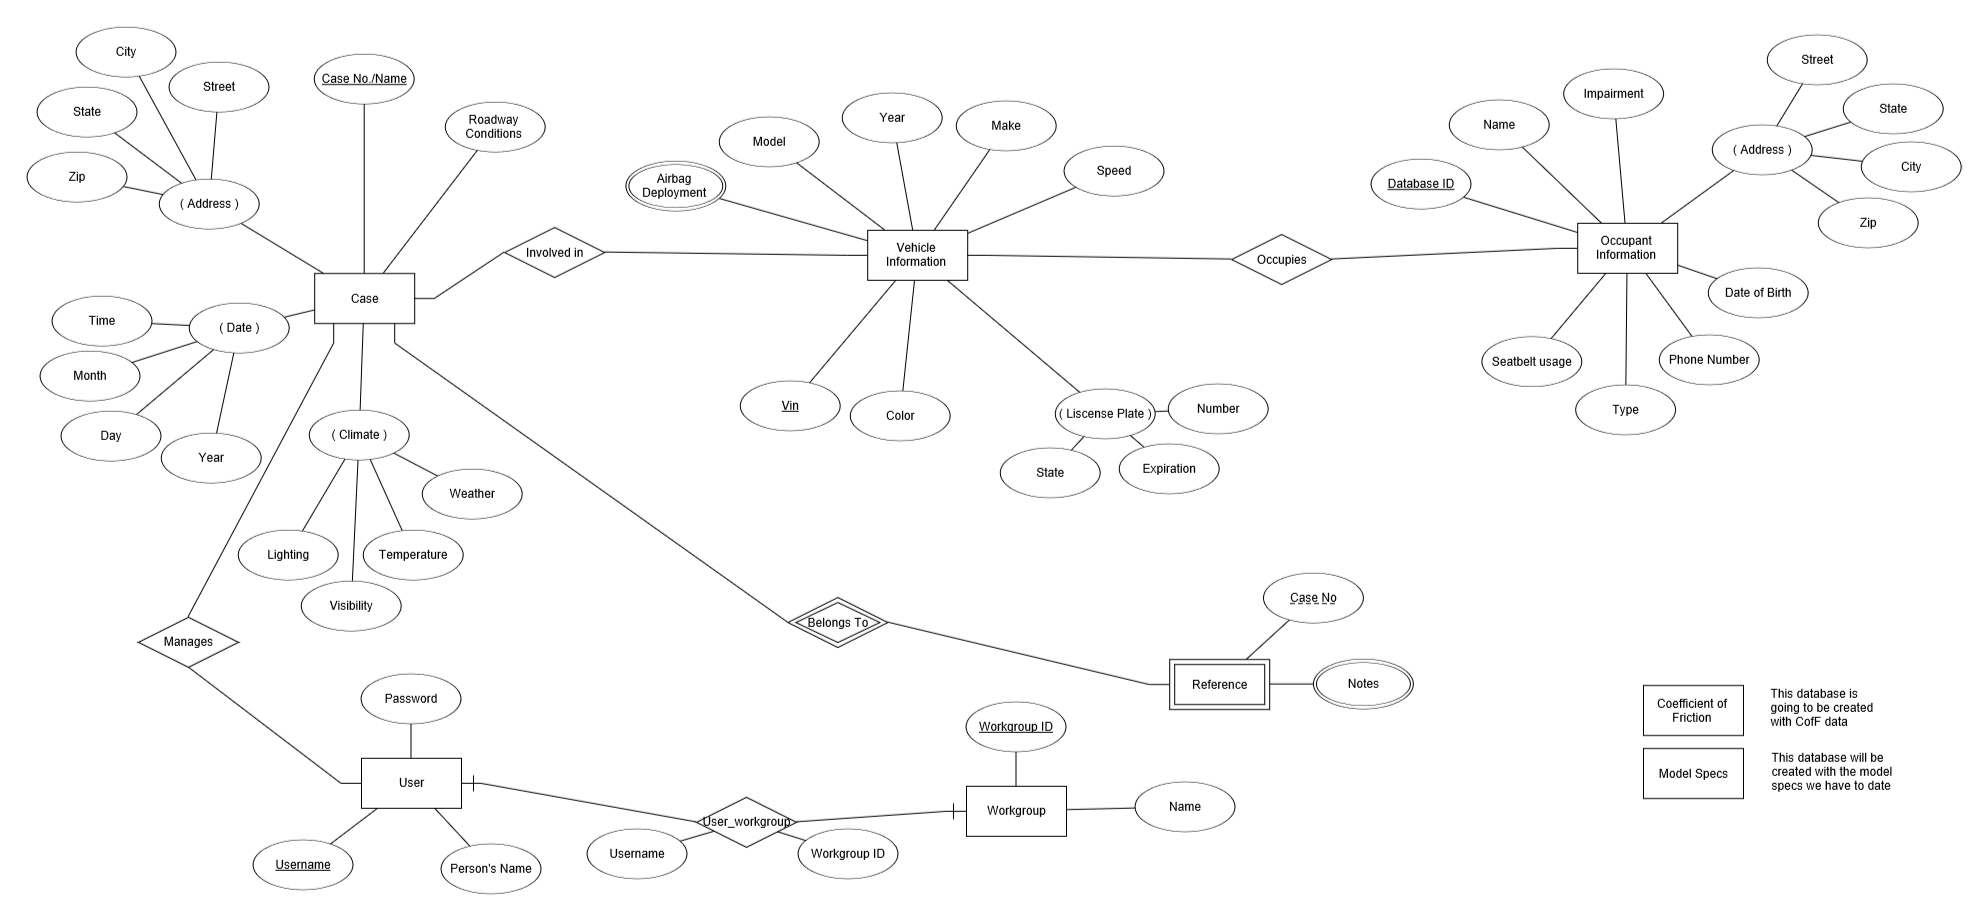 City
Case No./Name
Street
State
Roadway
Conditions
Zip
( Address )
Year
Make
Model
Speed
Airbag
Deployment
Street
Impairment
State
Name
( Address )
City
Database ID
Zip
Involved in
Vehicle
Information
Occupies
Occupant
Information
Case
Date of Birth
Time
( Date )
Month
Day
Year
( Climate )
Weather
Lighting
Temperature
Visibility
Vin
Color
( Liscense Plate )
Number
State
Expiration
Seatbelt usage
Phone Number
Type
Manages
Belongs To
Case No
Reference
Notes
Password
User
Username
Person's Name
User_workgroup
Username
Workgroup ID
Workgroup ID
Workgroup
Name
Coefficient of
Friction
This database is
going to be created
with CofF data
Model Specs
This database will be
created with the model
specs we have to date